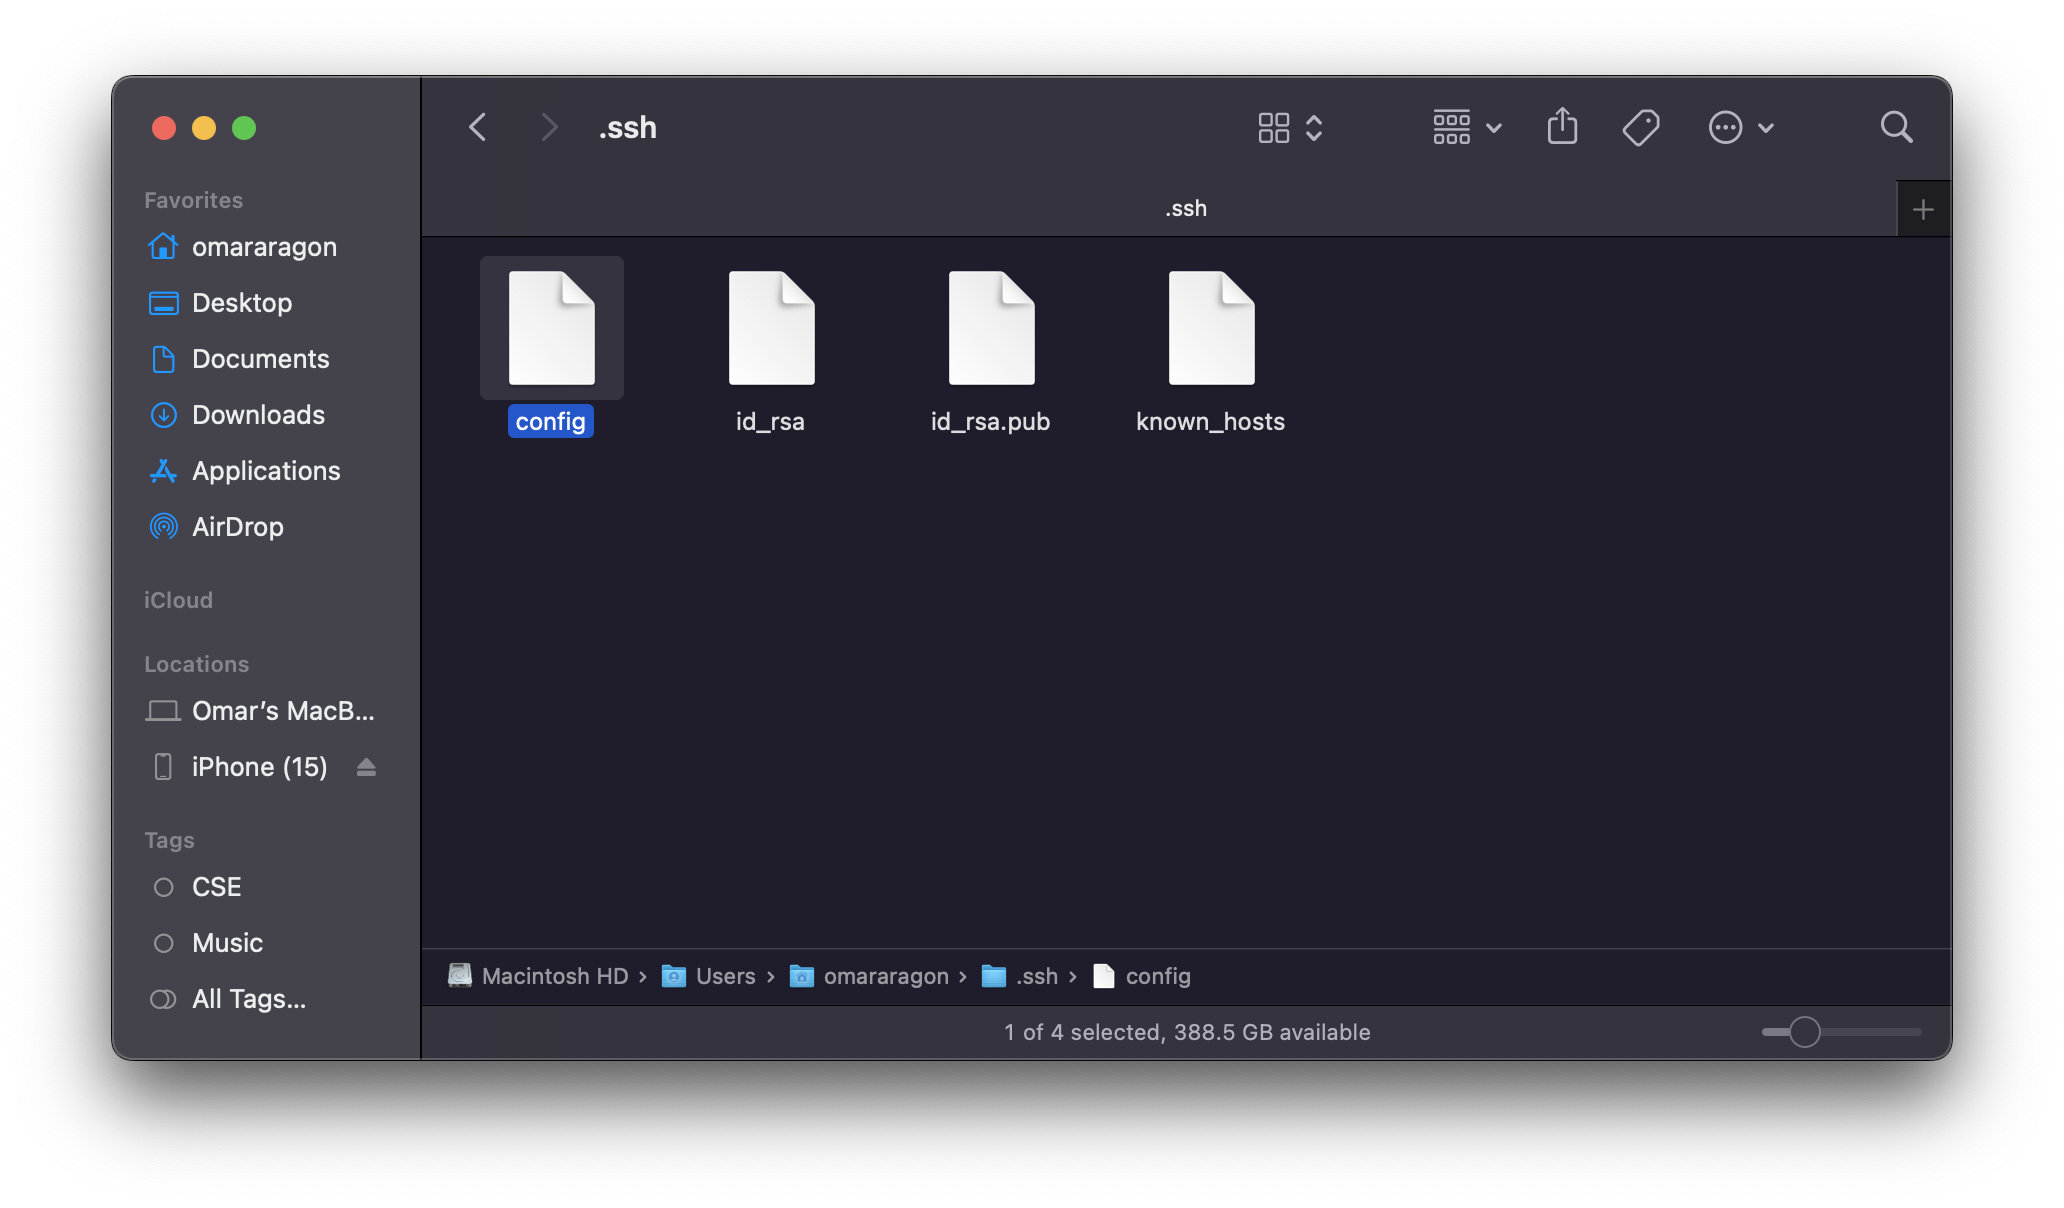 .ssh
.ssh
Favorites
omararagon
Desktop
Documents
Downloads
Applications
AirDrop
iCloud
Locations
Omar’s MacB...
iPhone (15)
Tags
CSE
Music
All Tags...
config
id_rsa
id_rsa.pub
known_hosts
Macintosh HD › Users › omararagon › .ssh › config
1 of 4 selected, 388.5 GB available